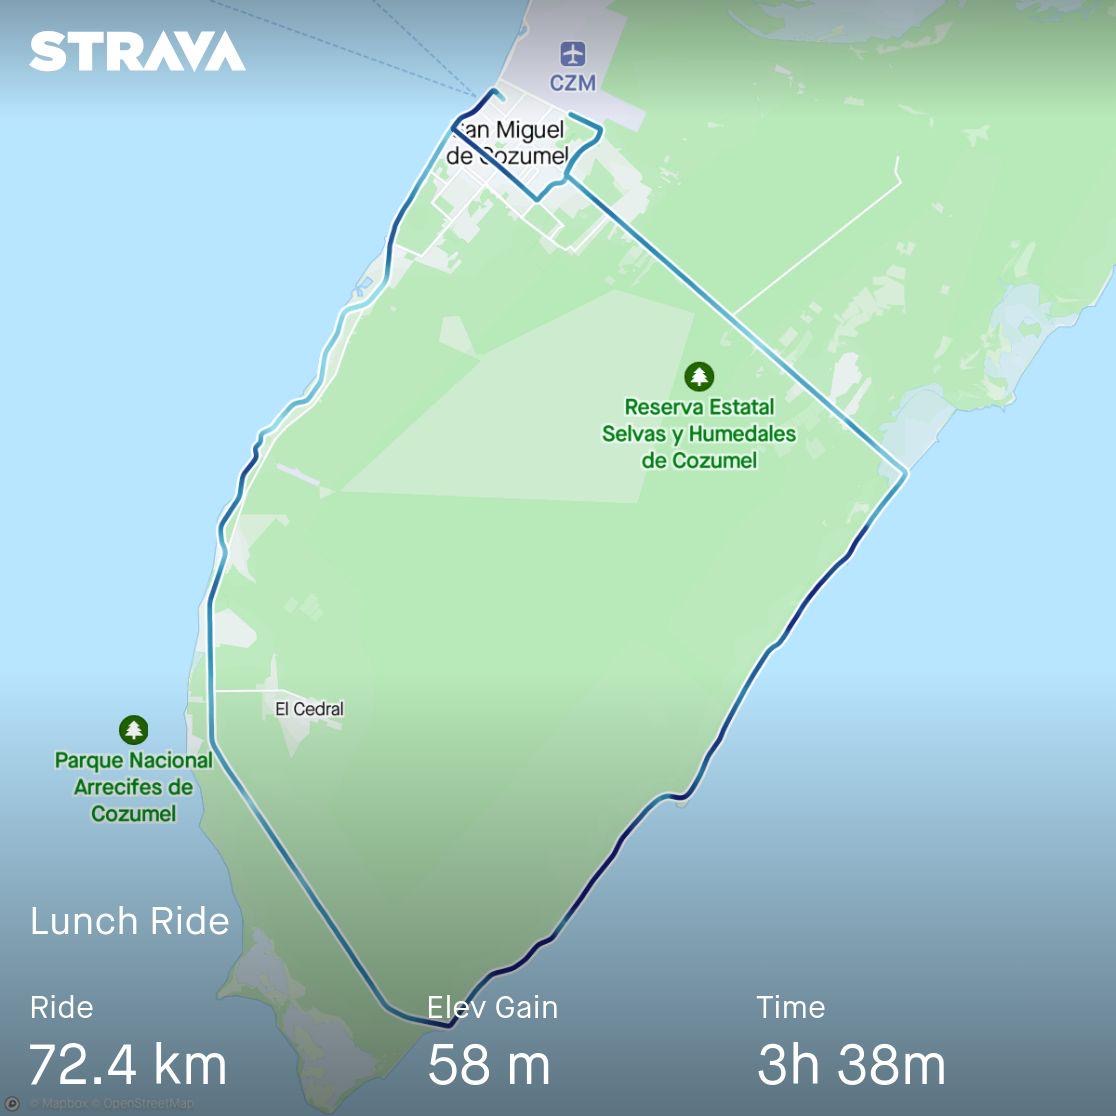 STRAVA
CZM
San Miguel
de Cozumel
Reserva Estatal
Selvas y Humedales
de Cozumel
El Cedral
Parque Nacional
Arrecifes de
Cozumel
Lunch Ride
Ride
72.4 km
Elev Gain
58 m
Time
3h 38m
© Mapbox © OpenStreetMap